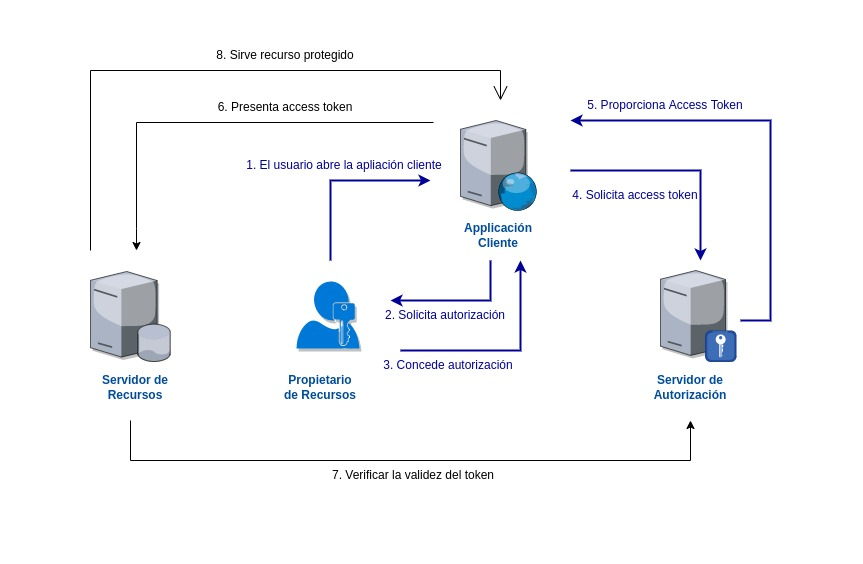 8. Sirve recurso protegido
6. Presenta access token
5. Proporciona Access Token
1. El usuario abre la apliación cliente
4. Solicita access token
Applicación
Cliente
2. Solicita autorización
3. Concede autorización
Servidor de
Recursos
Propietario
de Recursos
Servidor de
Autorización
7. Verificar la validez del token